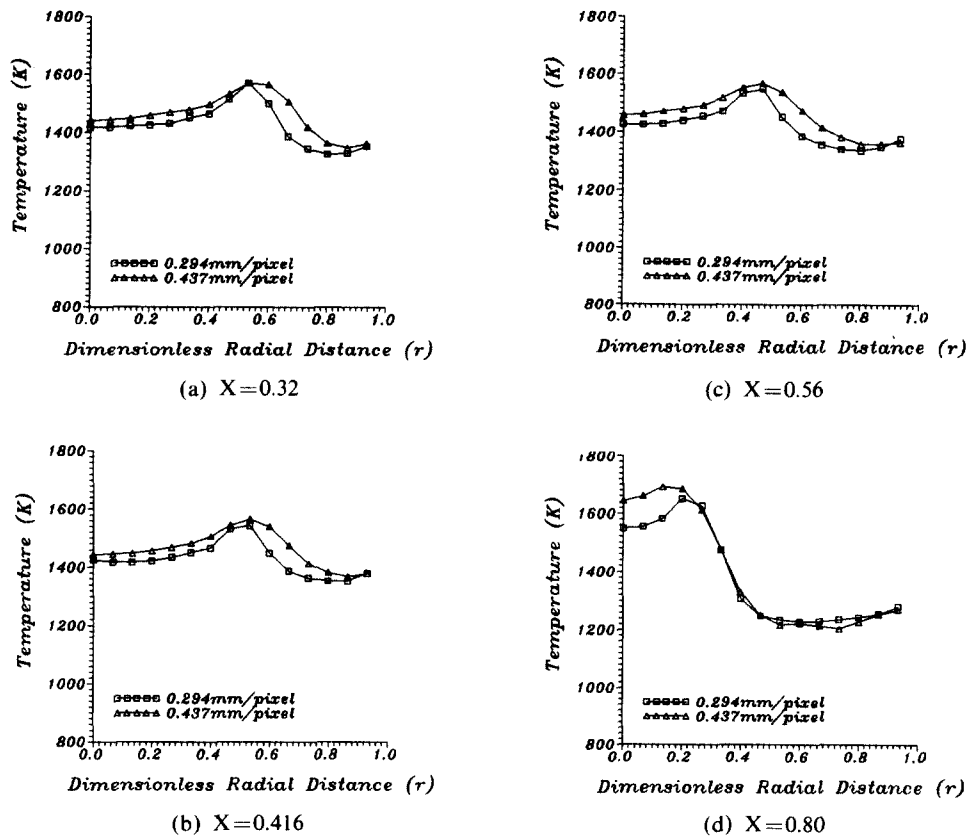 1800
1600
1400
1200
1000
800
Temperature (K)
0.294mm/pixel
0.437mm/pixel
0.0 0.2 0.4 0.6 0.8 1.0
Dimensionless Radial Distance (r)
(a) X=0.32
1800
1600
1400
1200
1000
800
Temperature (K)
0.294mm/pixel
0.437mm/pixel
0.0 0.2 0.4 0.6 0.8 1.0
Dimensionless Radial Distance (r)
(c) X=0.56
1800
1600
1400
1200
1000
800
Temperature (K)
0.294mm/pixel
0.437mm/pixel
0.0 0.2 0.4 0.6 0.8 1.0
Dimensionless Radial Distance (r)
(b) X=0.416
1800
1600
1400
1200
1000
800
Temperature (K)
0.294mm/pixel
0.437mm/pixel
0.0 0.2 0.4 0.6 0.8 1.0
Dimensionless Radial Distance (r)
(d) X=0.80